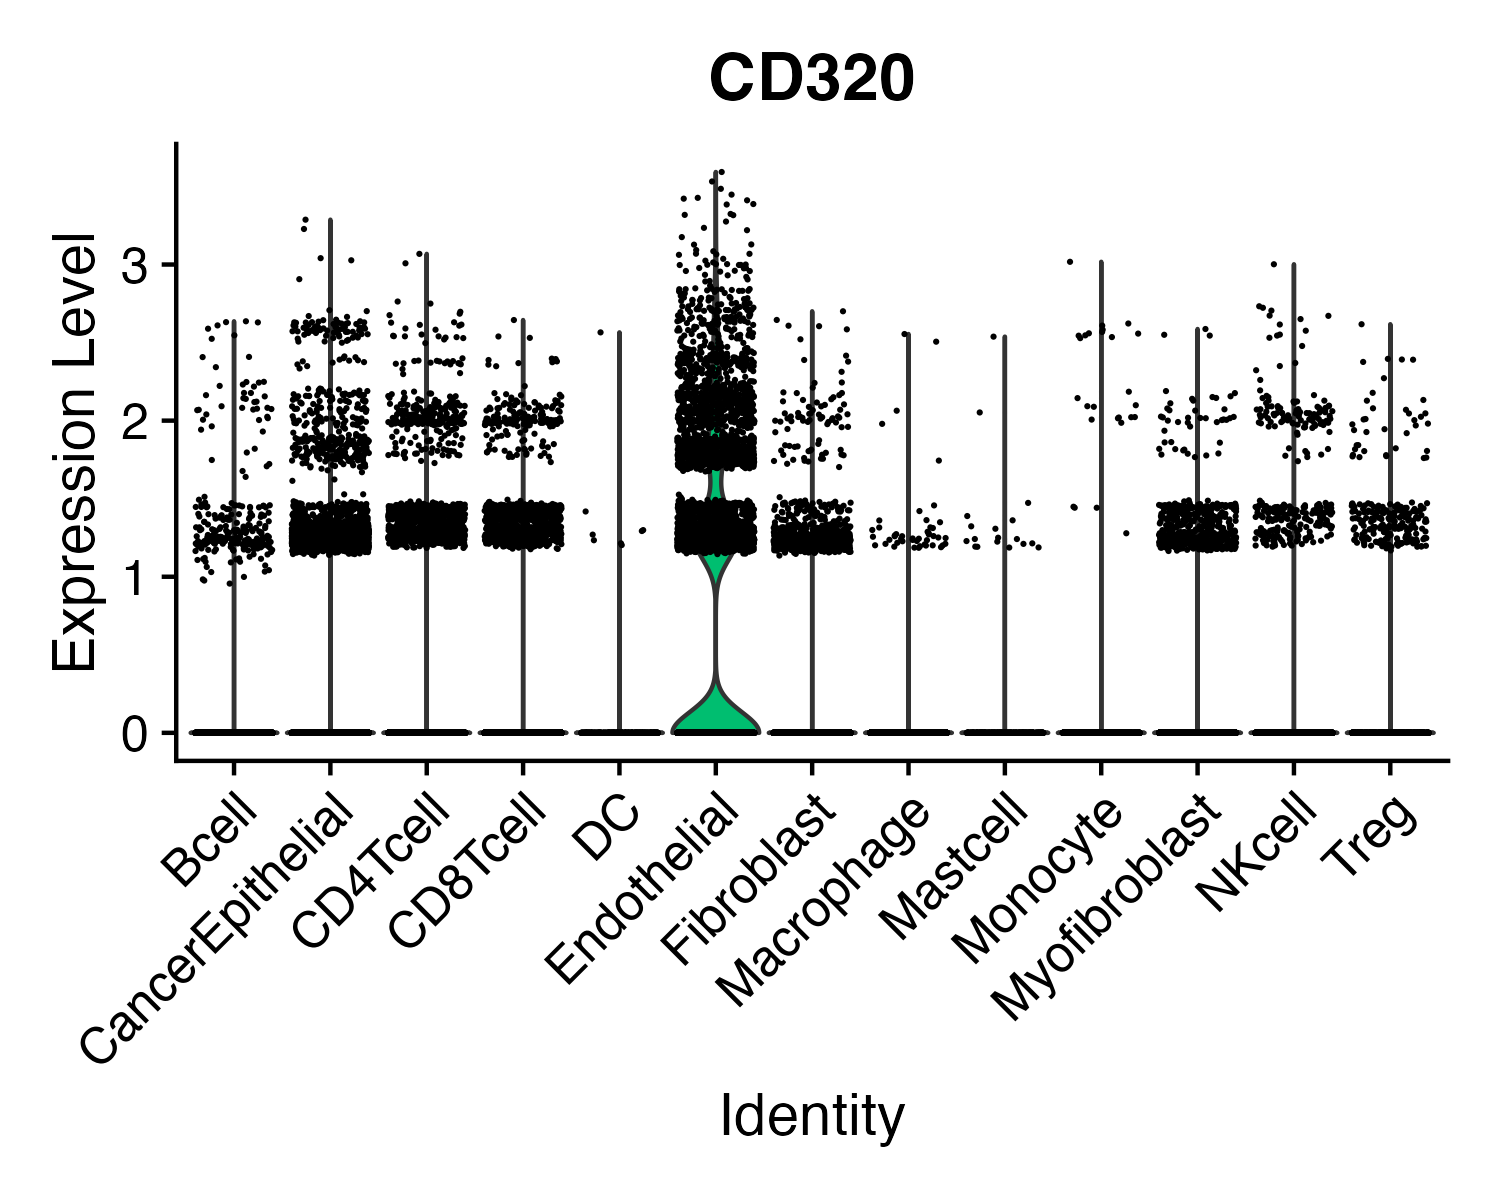 CD320
Expression Level
3
2
1
0
Bcell
CancerEpithelial
CD4Tcell
CD8Tcell
DC
Endothelial
Fibroblast
Macrophage
Mastcell
Monocyte
Myofibroblast
NKcell
Treg
Identity